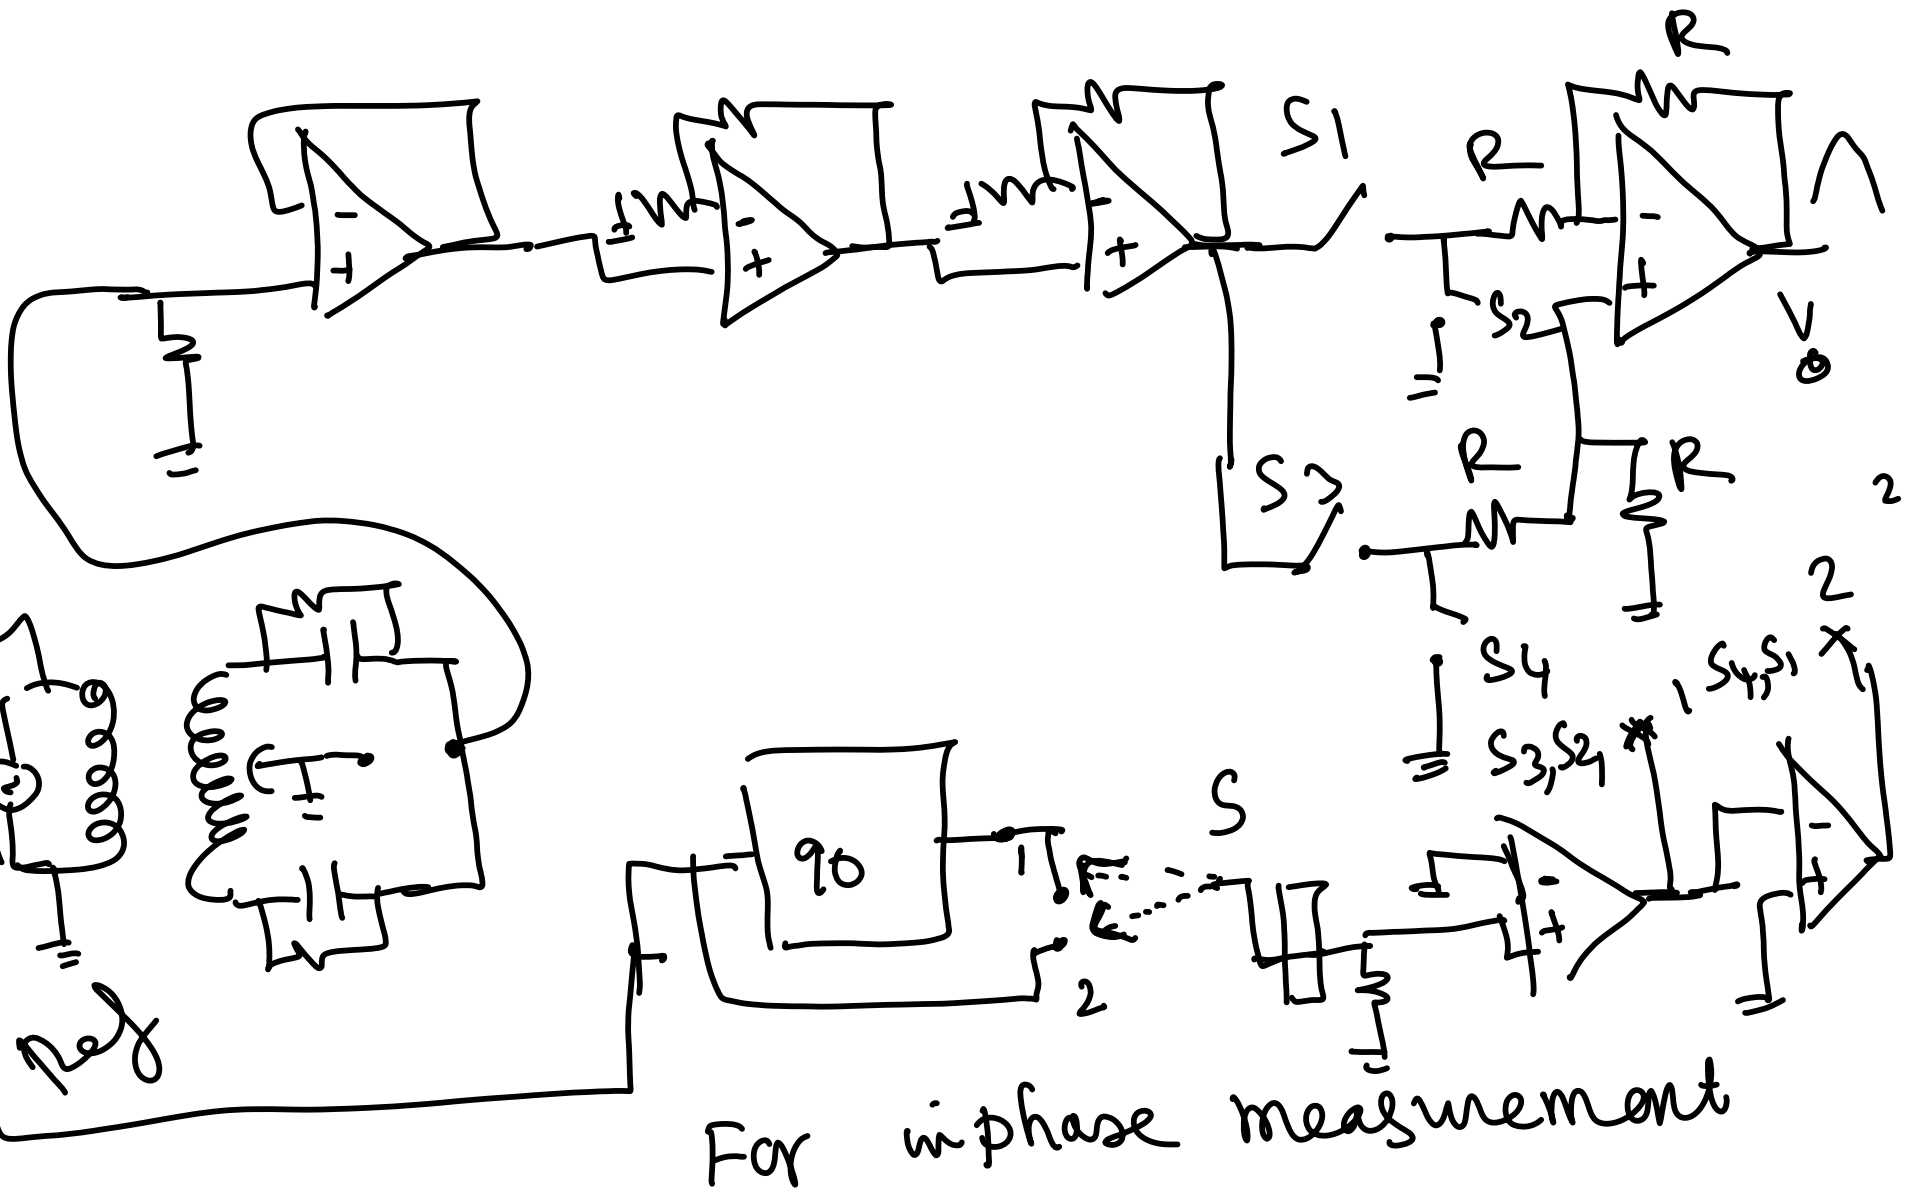 R
S1
R
- + - + - + - +
S2
V
S3
R
R
2
2
S4
S4, S1
1
S3, S2
90
1
S
- + - +
2
Ref
For inphase measurement